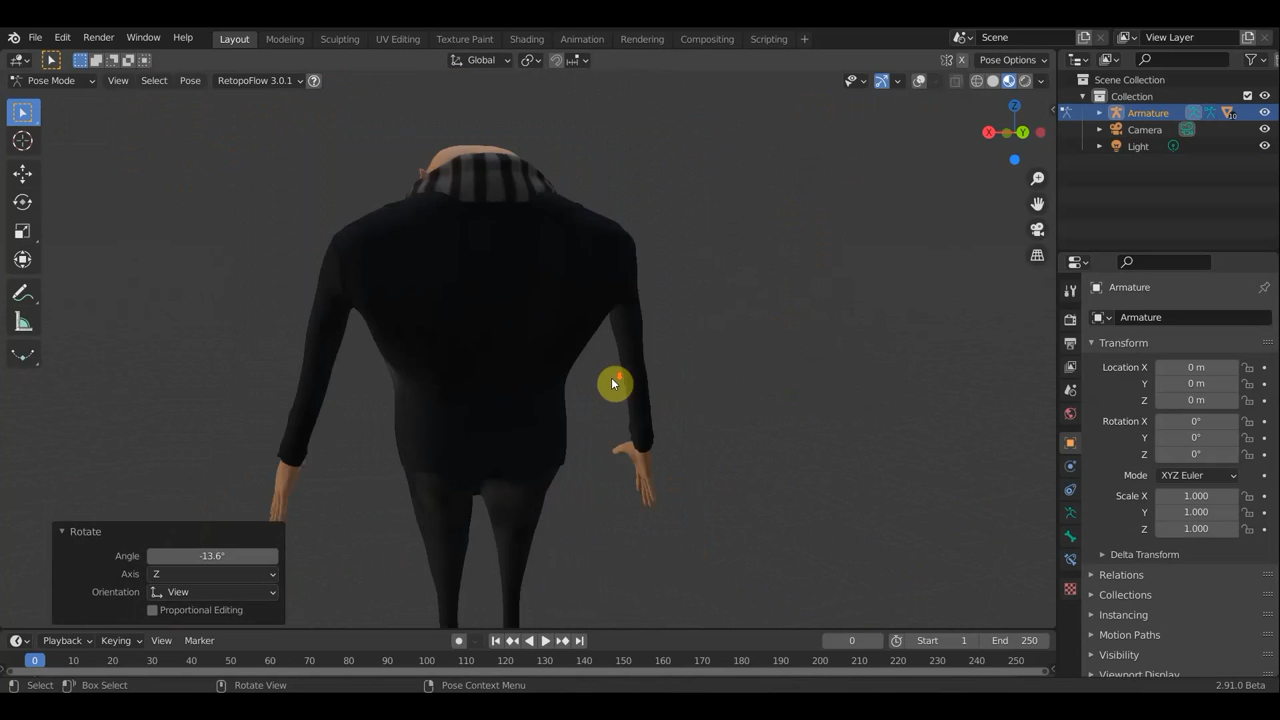 File Edit Render Window Help
Layout Modeling Sculpting UV Editing Texture Paint Shading Animation Rendering Compositing Scripting +
Scene View Layer
Global Pose Options
X
Pose Mode View Select Pose RetopoFlow 3.0.1
Scene Collection
Collection
Armature
10
Camera
Light
Z
X Y
Armature
Armature
Transform
Location X 0 m
Y 0 m
Z 0 m
Rotation X 0°
Y 0°
Z 0°
Mode XYZ Euler
Scale X 1.000
Y 1.000
Z 1.000
Delta Transform
Relations
Collections
Instancing
Motion Paths
Visibility
Viewport Display
Rotate
Angle -13.6°
Axis Z
Orientation View
Proportional Editing
Playback Keying View Marker 0 Start 1 End 250
0 10 20 30 40 50 60 70 80 90 100 110 120 130 140 150 160 170 180 190 200 210 220 230 240 250
Select Box Select Rotate View Pose Context Menu 2.91.0 Beta